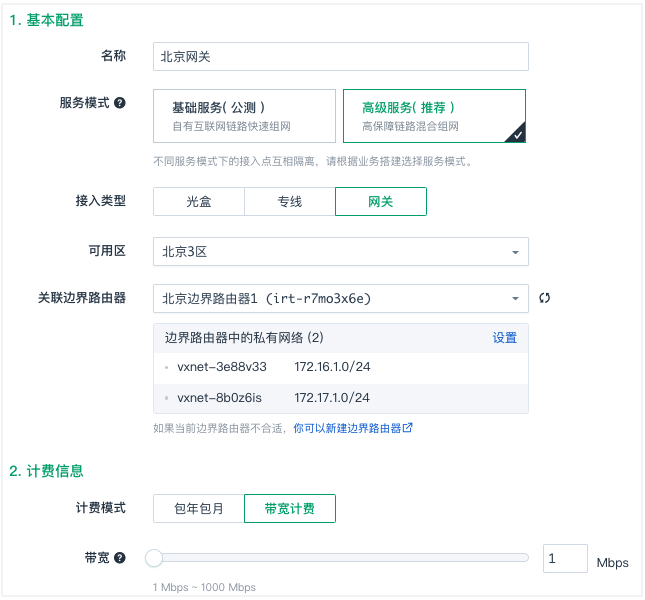 1. 基本配置
名称 北京网关
服务模式 ? 基础服务( 公测 ) 高级服务( 推荐 )
自有互联网链路快速组网 高保障链路混合组网
不同服务模式下的接入点互相隔离，请根据业务搭建选择服务模式。
接入类型 光盒 专线 网关
可用区 北京3区
关联边界路由器 北京边界路由器1 (irt-r7mo3x6e)
边界路由器中的私有网络 (2) 设置
vxnet-3e88v33 172.16.1.0/24
vxnet-8b0z6is 172.17.1.0/24
如果当前边界路由器不合适，你可以新建边界路由器
2. 计费信息
计费模式 包年包月 带宽计费
带宽 ? 1 Mbps
1 Mbps ~ 1000 Mbps